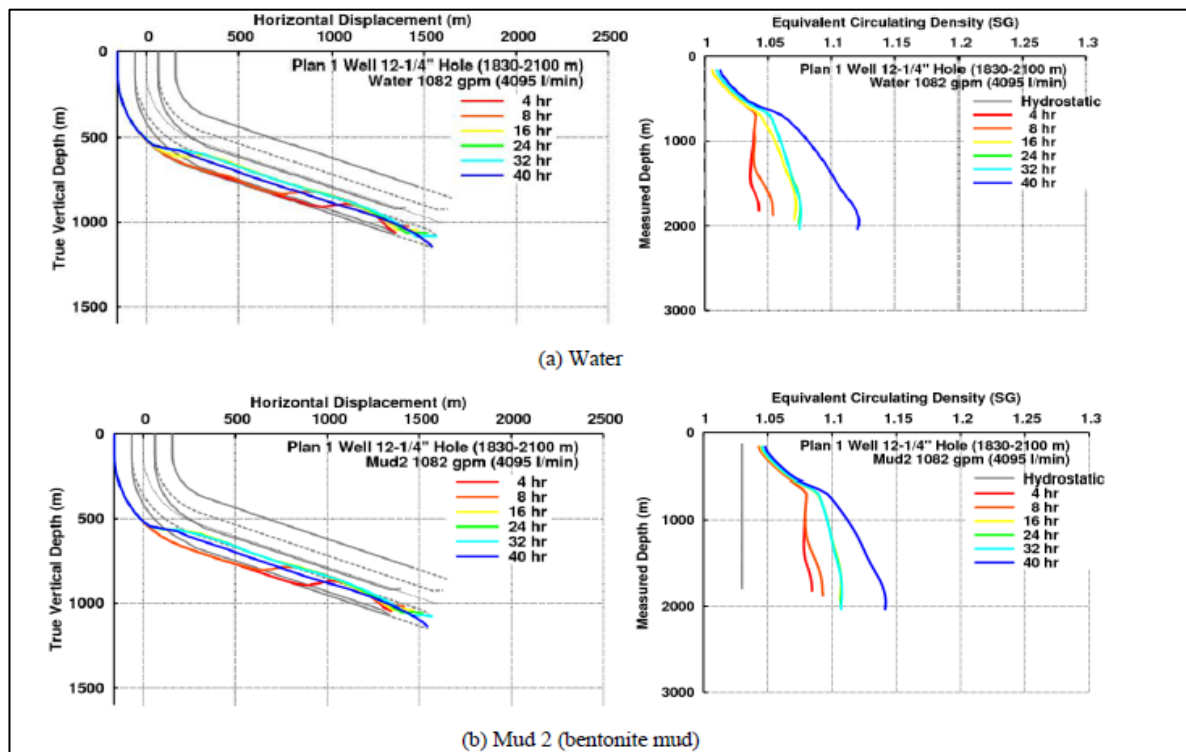 Horizontal Displacement (m)
0 500 1000 1500 2000 2500
True Vertical Depth (m)
0
500
1000
1500
Plan 1 Well 12-1/4" Hole (1830-2100 m)
Water 1082 gpm (4095 l/min)
4 hr
8 hr
16 hr
24 hr
32 hr
40 hr
Equivalent Circulating Density (SG)
1 1.05 1.1 1.15 1.2 1.25 1.3
Measured Depth (m)
0
1000
2000
3000
Plan 1 Well 12-1/4" Hole (1830-2100 m)
Water 1082 gpm (4095 l/min)
Hydrostatic
4 hr
8 hr
16 hr
24 hr
32 hr
40 hr
(a) Water
Horizontal Displacement (m)
0 500 1000 1500 2000 2500
True Vertical Depth (m)
0
500
1000
1500
Plan 1 Well 12-1/4" Hole (1830-2100 m)
Mud2 1082 gpm (4095 l/min)
4 hr
8 hr
16 hr
24 hr
32 hr
40 hr
Equivalent Circulating Density (SG)
1 1.05 1.1 1.15 1.2 1.25 1.3
Measured Depth (m)
0
1000
2000
3000
Plan 1 Well 12-1/4" Hole (1830-2100 m)
Mud2 1082 gpm (4095 l/min)
Hydrostatic
4 hr
8 hr
16 hr
24 hr
32 hr
40 hr
(b) Mud 2 (bentonite mud)